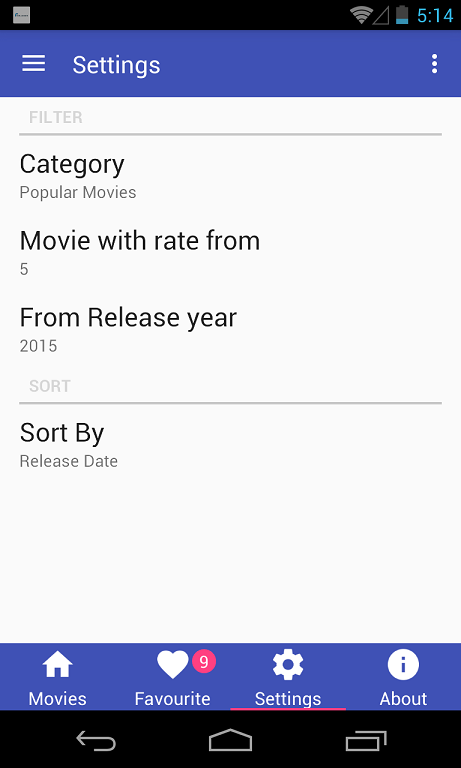 5:14
Settings
FILTER
Category
Popular Movies
Movie with rate from
5
From Release year
2015
SORT
Sort By
Release Date
9
Movies
Favourite
Settings
About